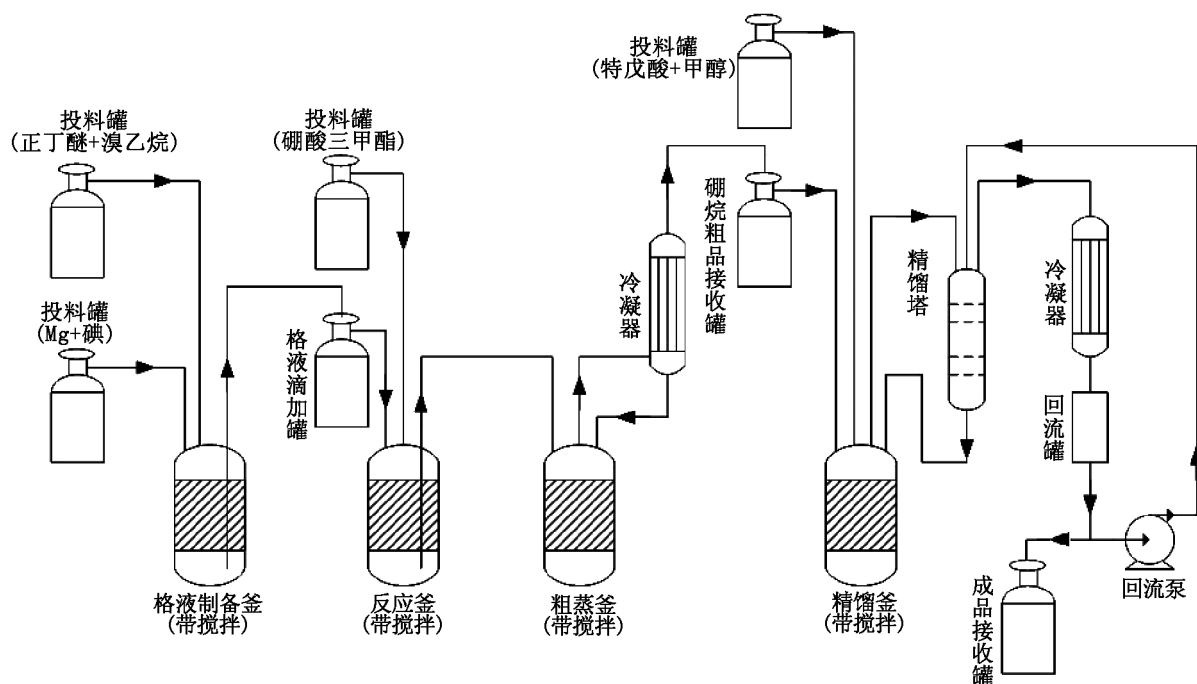 投料罐
(特戊酸+甲醇)
投料罐
(正丁醚+溴乙烷)
投料罐
(硼酸三甲酯)
投料罐
(Mg+碘)
格液滴加罐
冷凝器
硼烷粗品接收罐
精馏塔
冷凝器
回流罐
格液制备釜
(带搅拌)
反应釜
(带搅拌)
粗蒸釜
(带搅拌)
精馏釜
(带搅拌)
成品接收罐
回流泵